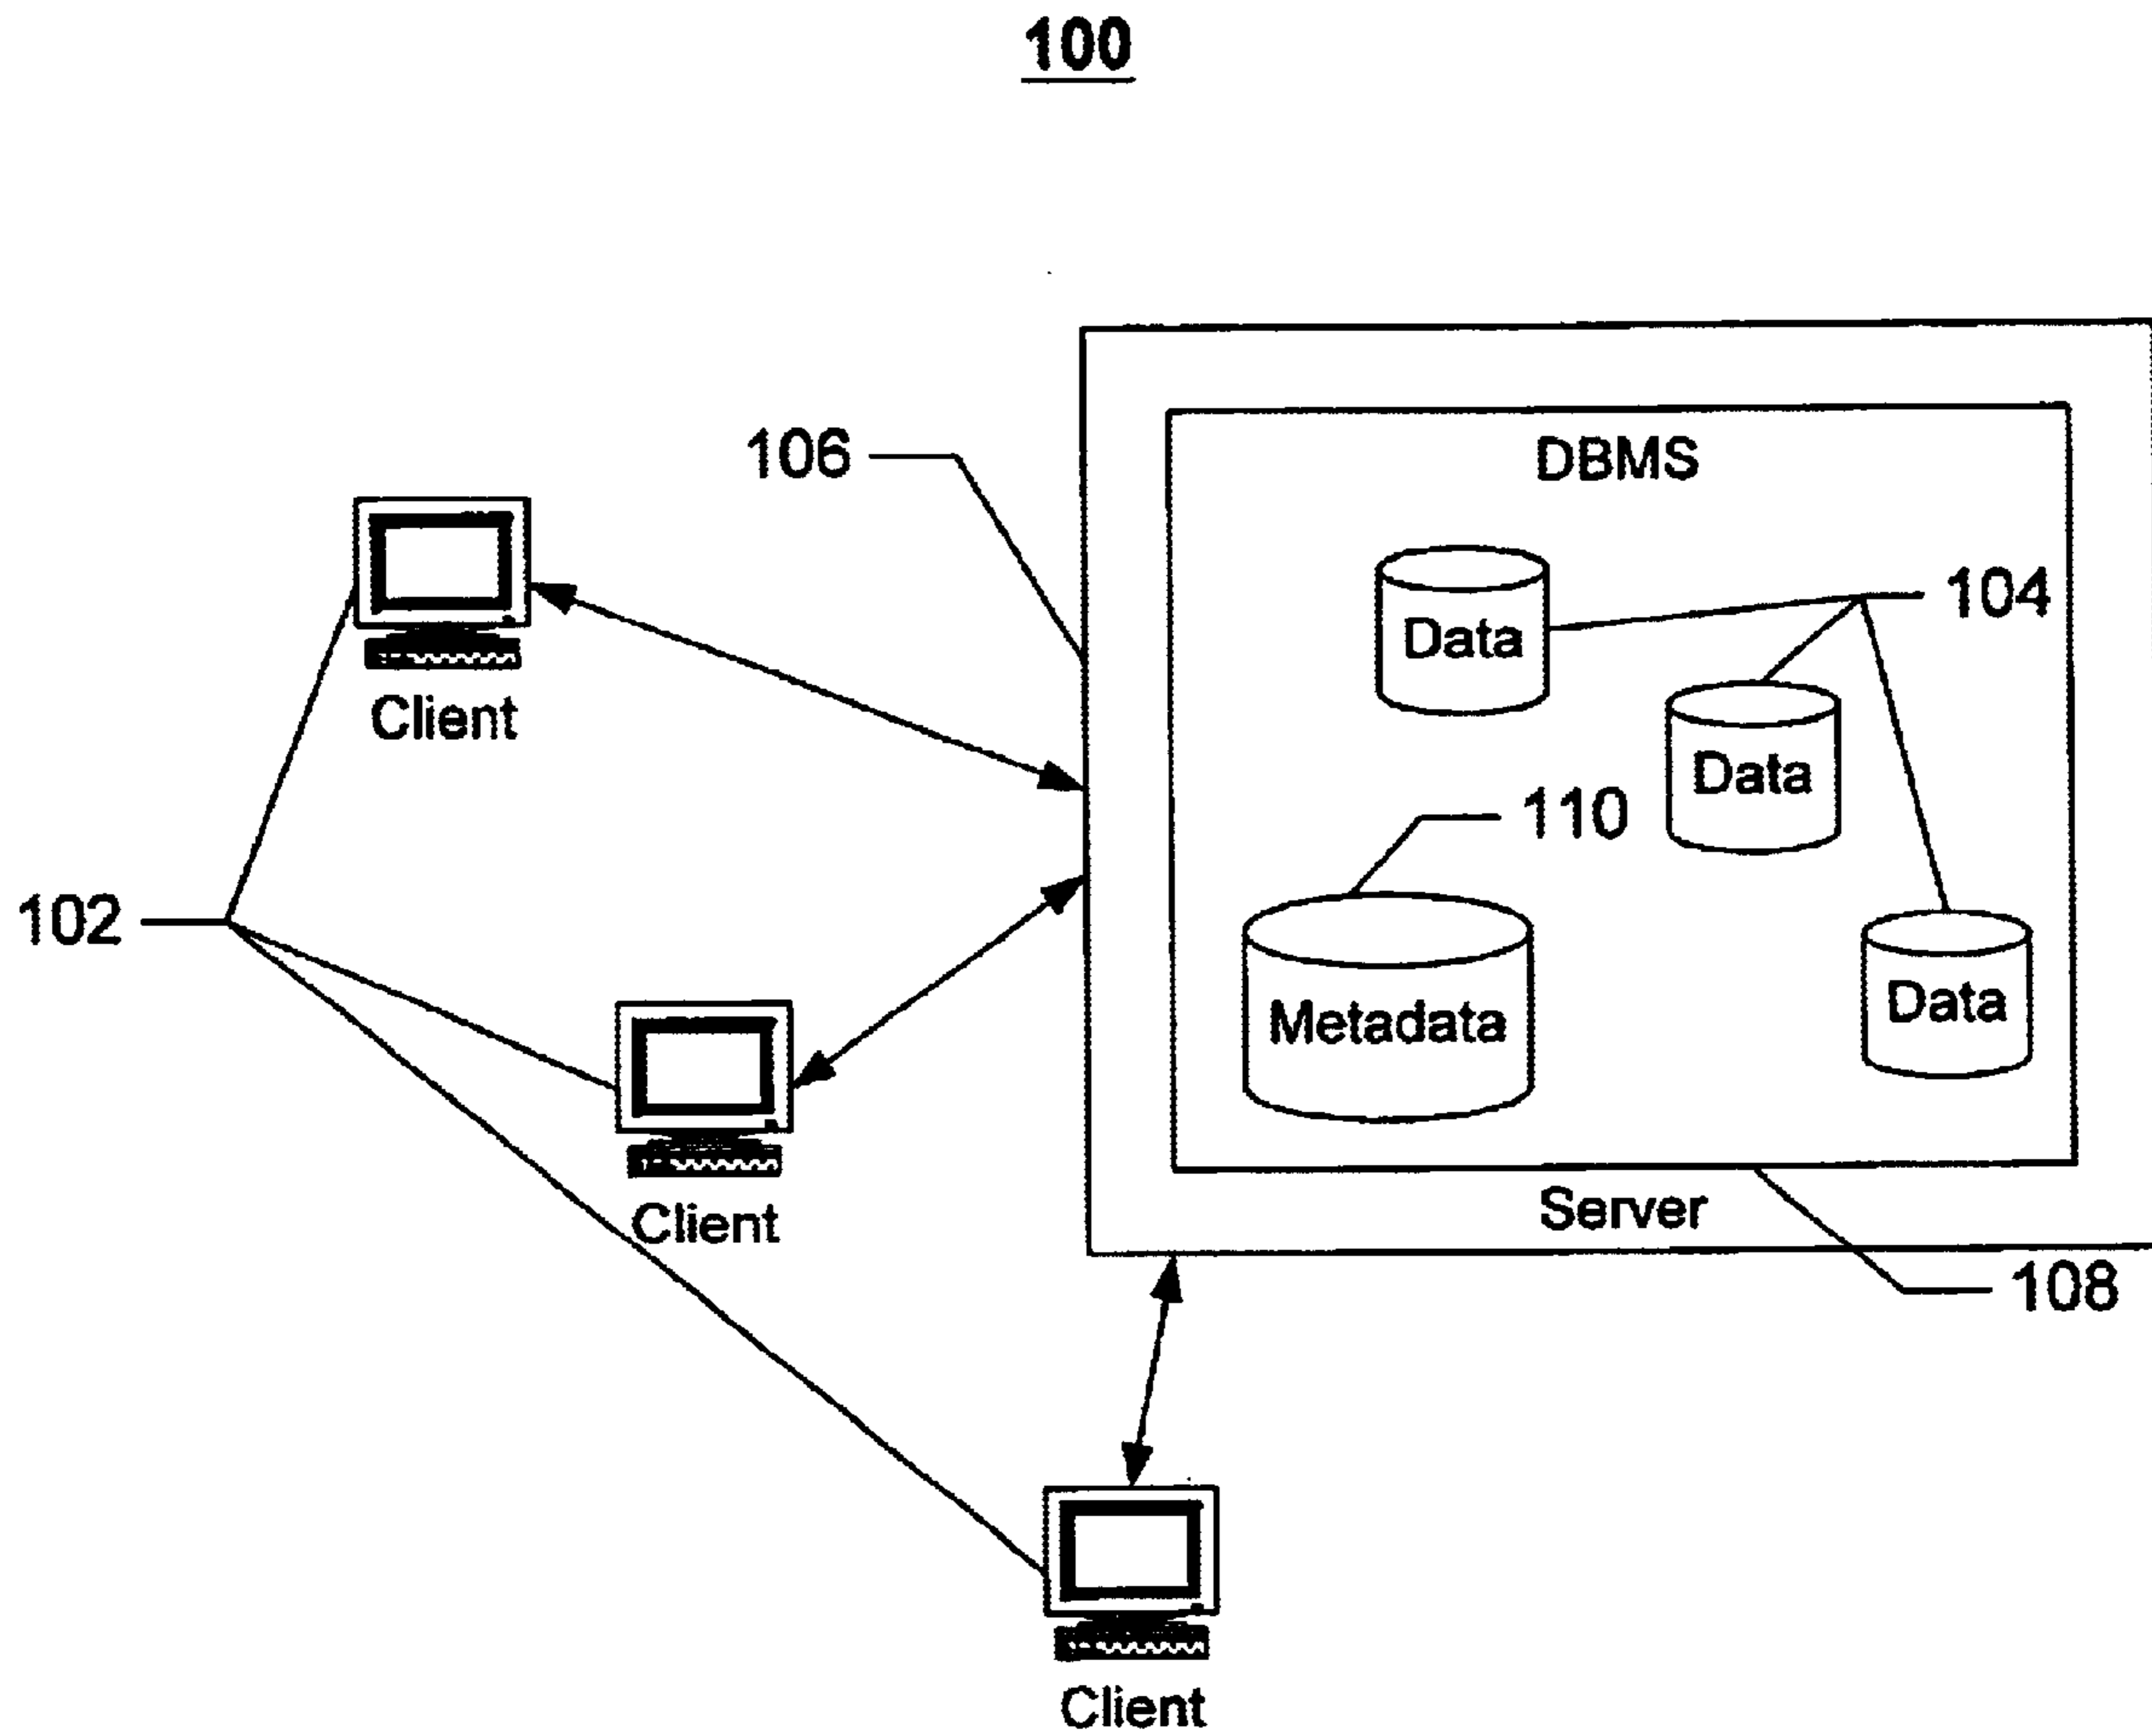 100
106
DBMS
104
Data
Client
Data
110
102
Data
Metadata
Server
Client
108
Client